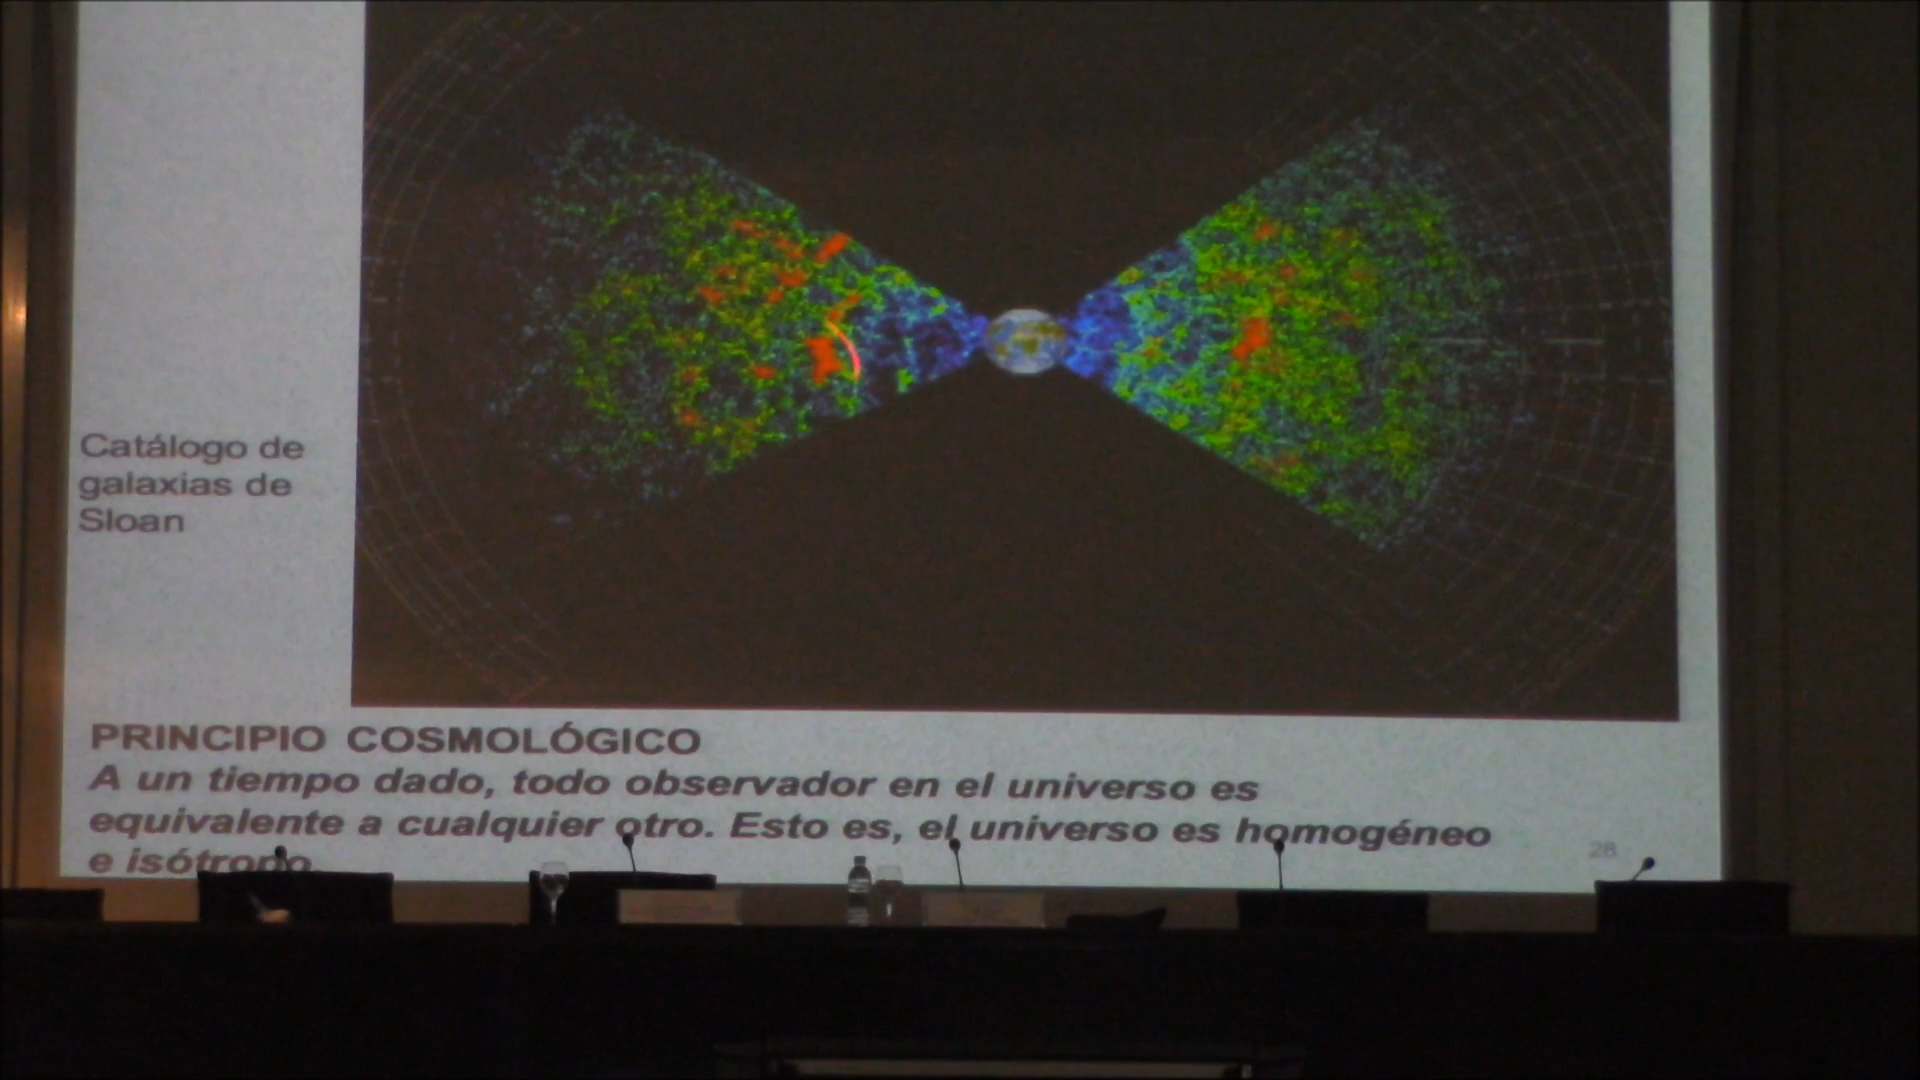 Catálogo de
galaxias de
Sloan
PRINCIPIO COSMOLÓGICO
A un tiempo dado, todo observador en el universo es
equivalente a cualquier otro. Esto es, el universo es homogéneo
e isótropo.
28